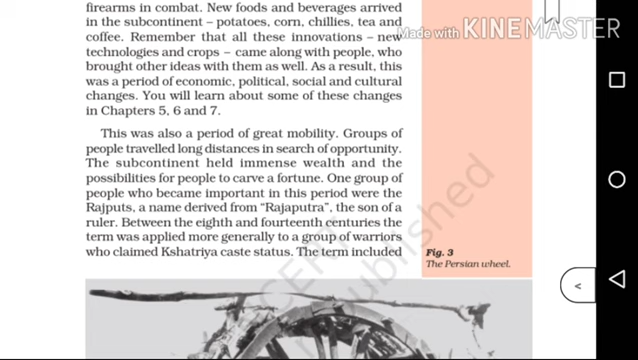 firearms in combat. New foods and beverages arrived
in the subcontinent – potatoes, corn, chillies, tea and
coffee. Remember that all these innovations – new
technologies and crops – came along with people, who
brought other ideas with them as well. As a result, this
was a period of economic, political, social and cultural
changes. You will learn about some of these changes
in Chapters 5, 6 and 7.
This was also a period of great mobility. Groups of
people travelled long distances in search of opportunity.
The subcontinent held immense wealth and the
possibilities for people to carve a fortune. One group of
people who became important in this period were the
Rajputs, a name derived from “Rajaputra”, the son of a
ruler. Between the eighth and fourteenth centuries the
term was applied more generally to a group of warriors
who claimed Kshatriya caste status. The term included
Fig. 3
The Persian wheel.
Made with KINEMASTER
NCERT
published